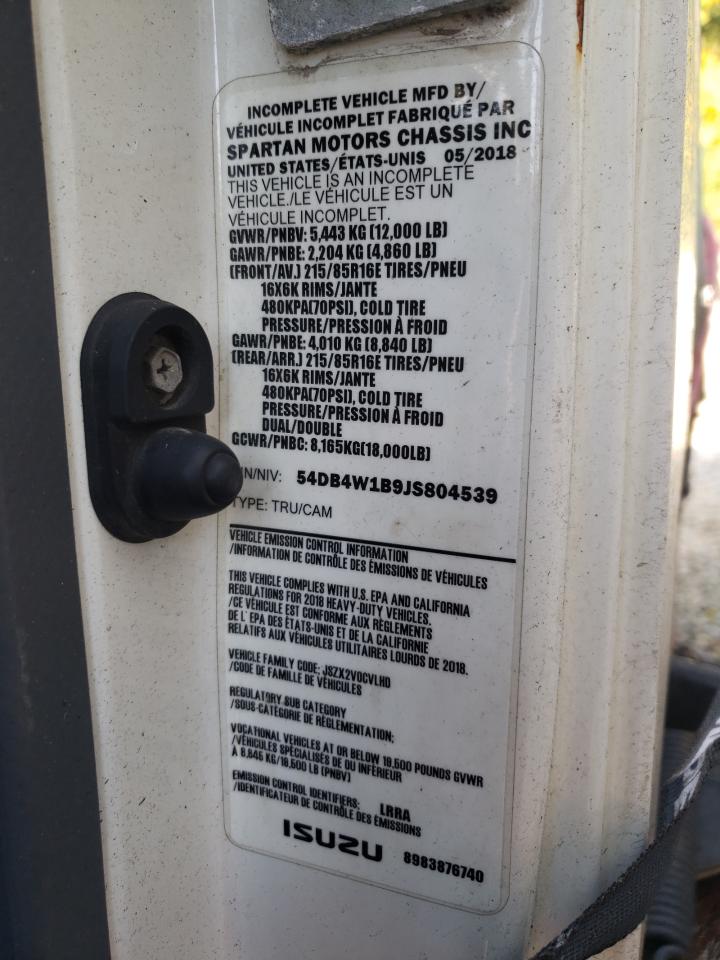 INCOMPLETE VEHICLE MFD BY/
VÉHICULE INCOMPLET FABRIQUÉ PAR
SPARTAN MOTORS CHASSIS INC
UNITED STATES/ÉTATS-UNIS 05/2018
THIS VEHICLE IS AN INCOMPLETE
VEHICLE./LE VÉHICULE EST UN
VÉHICULE INCOMPLET.
GVWR/PNBV: 5,443 KG (12,000 LB)
GAWR/PNBE: 2,204 KG (4,860 LB)
(FRONT/AV.) 215/85R16E TIRES/PNEU
16X6K RIMS/JANTE
480KPA(70PSI), COLD TIRE
PRESSURE/PRESSION À FROID
GAWR/PNBE: 4,010 KG (8,840 LB)
(REAR/ARR.) 215/85R16E TIRES/PNEU
16X6K RIMS/JANTE
480KPA(70PSI), COLD TIRE
PRESSURE/PRESSION À FROID
DUAL/DOUBLE
GCWR/PNBC: 8,165KG(18,000LB)
IN/NIV: 54DB4W1B9JS804539
TYPE: TRU/CAM
VEHICLE EMISSION CONTROL INFORMATION
/INFORMATION DE CONTRÔLE DES ÉMISSIONS DE VÉHICULES
THIS VEHICLE COMPLIES WITH U.S. EPA AND CALIFORNIA
REGULATIONS FOR 2018 HEAVY-DUTY VEHICLES.
/CE VÉHICULE EST CONFORME AUX RÈGLEMENTS
DE L' EPA DES ÉTATS-UNIS ET DE LA CALIFORNIE
RELATIFS AUX VÉHICULES UTILITAIRES LOURDS DE 2018.
VEHICLE FAMILY CODE: JSZX2VOCVLHD
/CODE DE FAMILLE DE VÉHICULES
REGULATORY SUB CATEGORY
/SOUS-CATÉGORIE DE RÈGLEMENTATION:
VOCATIONAL VEHICLES AT OR BELOW 19,500 POUNDS GVWR
/VÉHICULES SPÉCIALISÉS DE OU INFÉRIEUR
À 8,845 KG/19,500 LB (PNBV)
EMISSION CONTROL IDENTIFIERS: LRRA
/IDENTIFICATEUR DE CONTRÔLE DES ÉMISSIONS
ISUZU 8983876740